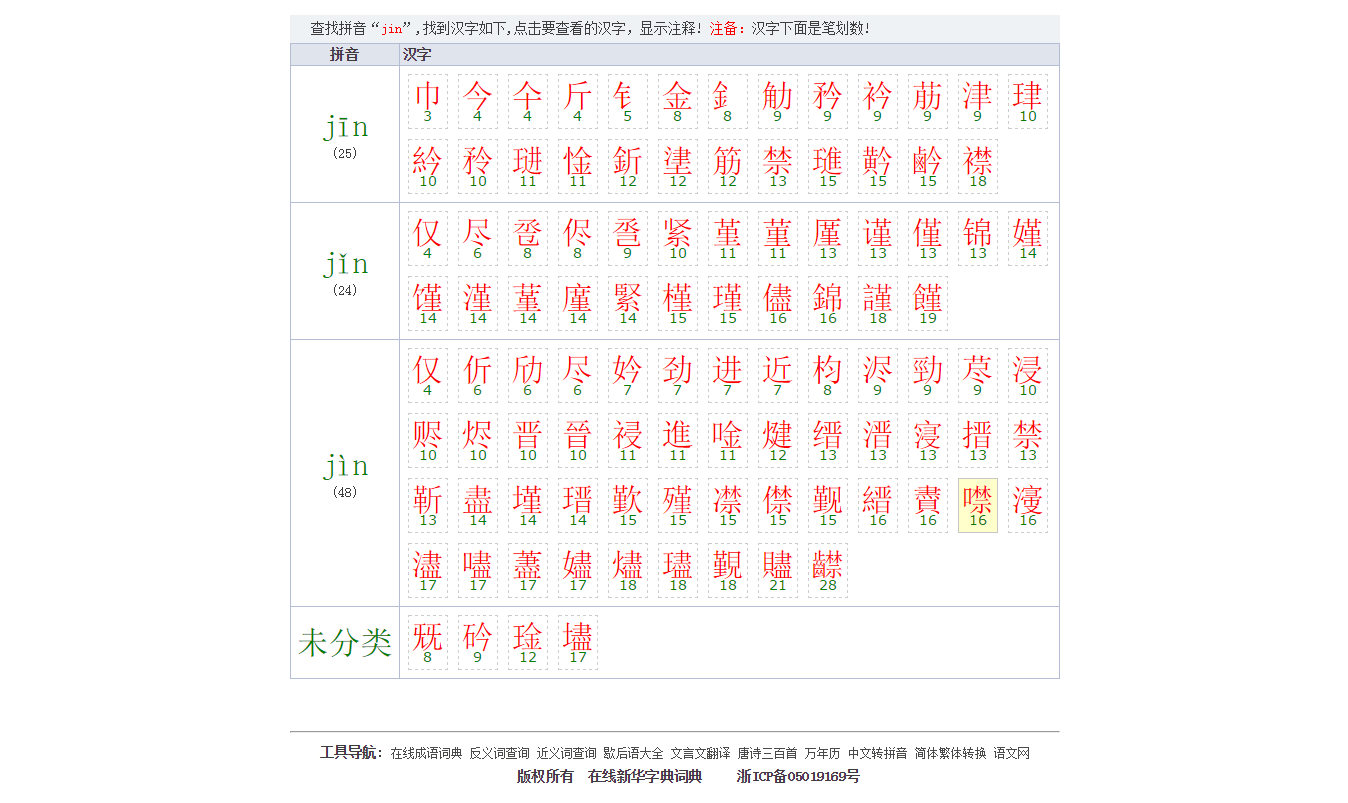 查找拼音“jin”,找到汉字如下,点击要查看的汉字，显示注释! 注备：汉字下面是笔划数!
拼音 汉字
巾 今 仐 斤 钅 金 釒 觔 矜 衿 荕 津 珒
3 4 4 4 5 8 8 9 9 9 9 9 10
jīn
(25)
紟 矝 琎 惍 釿 堻 筋 禁 璡 黅 鹶 襟
10 10 11 11 12 12 12 13 15 15 15 18
仅 尽 卺 侭 巹 紧 堇 菫 厪 谨 僅 锦 嫤
4 6 8 8 9 10 11 11 13 13 13 13 14
jǐn
(24)
馑 漌 蓳 廑 緊 槿 瑾 儘 錦 謹 饉
14 14 14 14 14 15 15 16 16 18 19
仅 伒 劤 尽 妗 劲 进 近 枃 浕 勁 荩 浸
4 6 6 6 7 7 7 7 8 9 9 9 10
赆 烬 晋 晉 祲 進 唫 煡 缙 溍 寖 搢 禁
10 10 10 10 11 11 11 12 13 13 13 13 13
jìn
(48)
靳 盡 墐 瑨 歏 殣 凚 僸 觐 縉 賮 噤 濅
13 14 14 14 15 15 15 15 15 16 16 16 16
濜 嚍 藎 嬧 燼 璶 覲 贐 齽
17 17 17 17 18 18 18 21 28
未分类
兓 砛 琻 壗
8 9 12 17
工具导航：在线成语词典 反义词查询 近义词查询 歇后语大全 文言文翻译 唐诗三百首 万年历 中文转拼音 简体繁体转换 语文网
版权所有 在线新华字典词典 浙ICP备05019169号